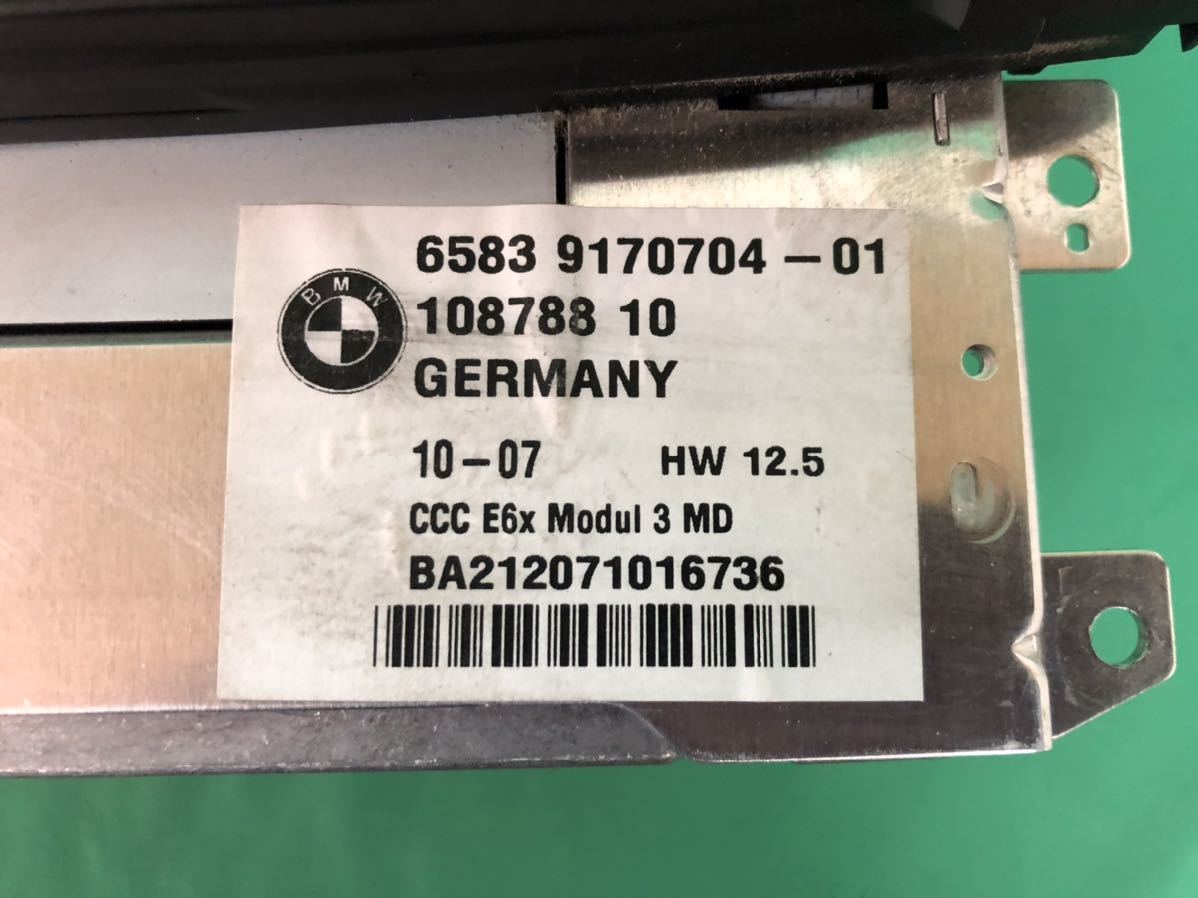 BMW
6583 9170704-01
108788 10
GERMANY
10-07 HW 12.5
CCC E6x Modul 3 MD
BA212071016736